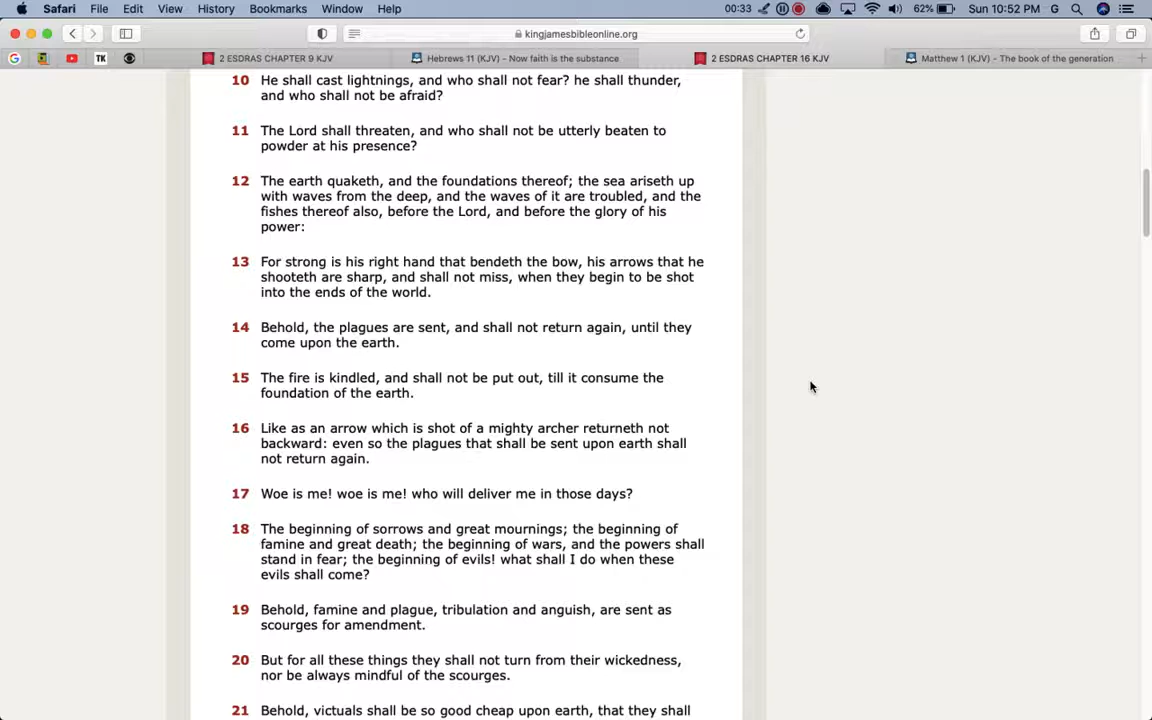 Safari File Edit View History Bookmarks Window Help 00:33 62% Sun 10:52 PM G
kingjamesbibleonline.org
G TK 2 ESDRAS CHAPTER 9 KJV Hebrews 11 (KJV) - Now faith is the substance 2 ESDRAS CHAPTER 16 KJV Matthew 1 (KJV) - The book of the generation
10 He shall cast lightnings, and who shall not fear? he shall thunder,
and who shall not be afraid?
11 The Lord shall threaten, and who shall not be utterly beaten to
powder at his presence?
12 The earth quaketh, and the foundations thereof; the sea ariseth up
with waves from the deep, and the waves of it are troubled, and the
fishes thereof also, before the Lord, and before the glory of his
power:
13 For strong is his right hand that bendeth the bow, his arrows that he
shooteth are sharp, and shall not miss, when they begin to be shot
into the ends of the world.
14 Behold, the plagues are sent, and shall not return again, until they
come upon the earth.
15 The fire is kindled, and shall not be put out, till it consume the
foundation of the earth.
16 Like as an arrow which is shot of a mighty archer returneth not
backward: even so the plagues that shall be sent upon earth shall
not return again.
17 Woe is me! woe is me! who will deliver me in those days?
18 The beginning of sorrows and great mournings; the beginning of
famine and great death; the beginning of wars, and the powers shall
stand in fear; the beginning of evils! what shall I do when these
evils shall come?
19 Behold, famine and plague, tribulation and anguish, are sent as
scourges for amendment.
20 But for all these things they shall not turn from their wickedness,
nor be always mindful of the scourges.
21 Behold, victuals shall be so good cheap upon earth, that they shall